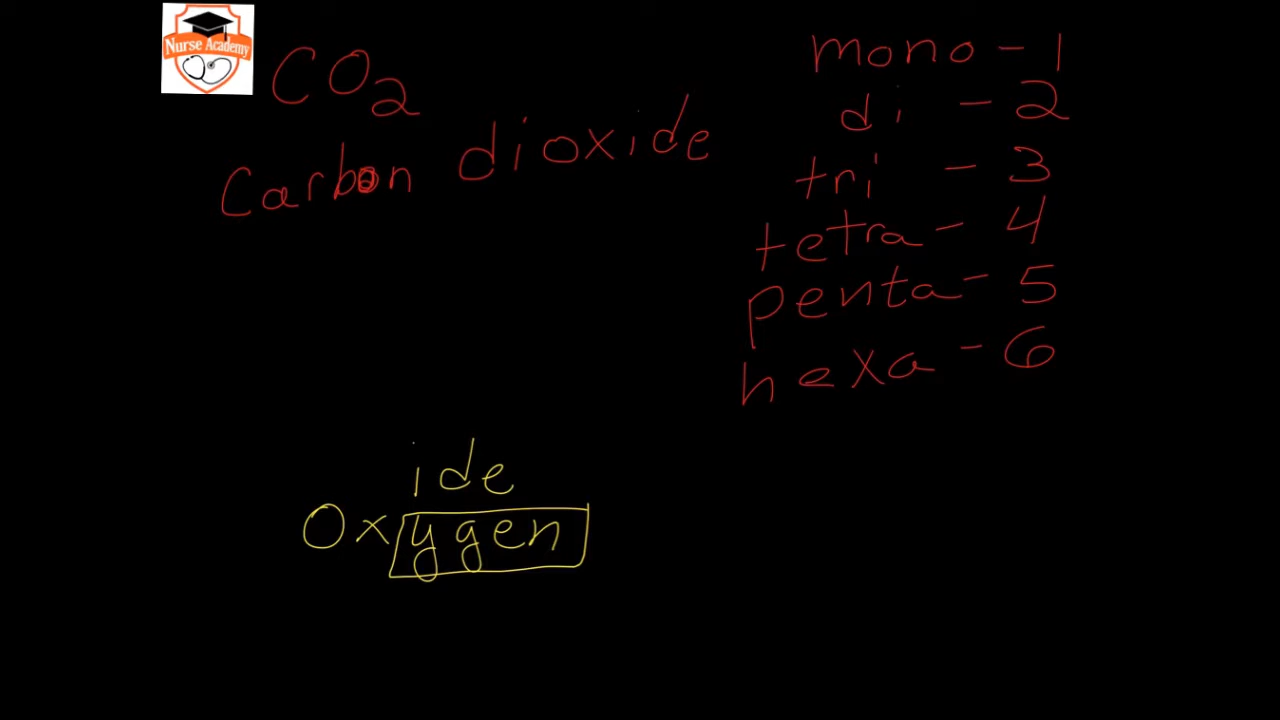 Nurse Academy
CO2
Carbon dioxide
mono - 1
di - 2
tri - 3
tetra - 4
penta - 5
hexa - 6
ide
Oxygen